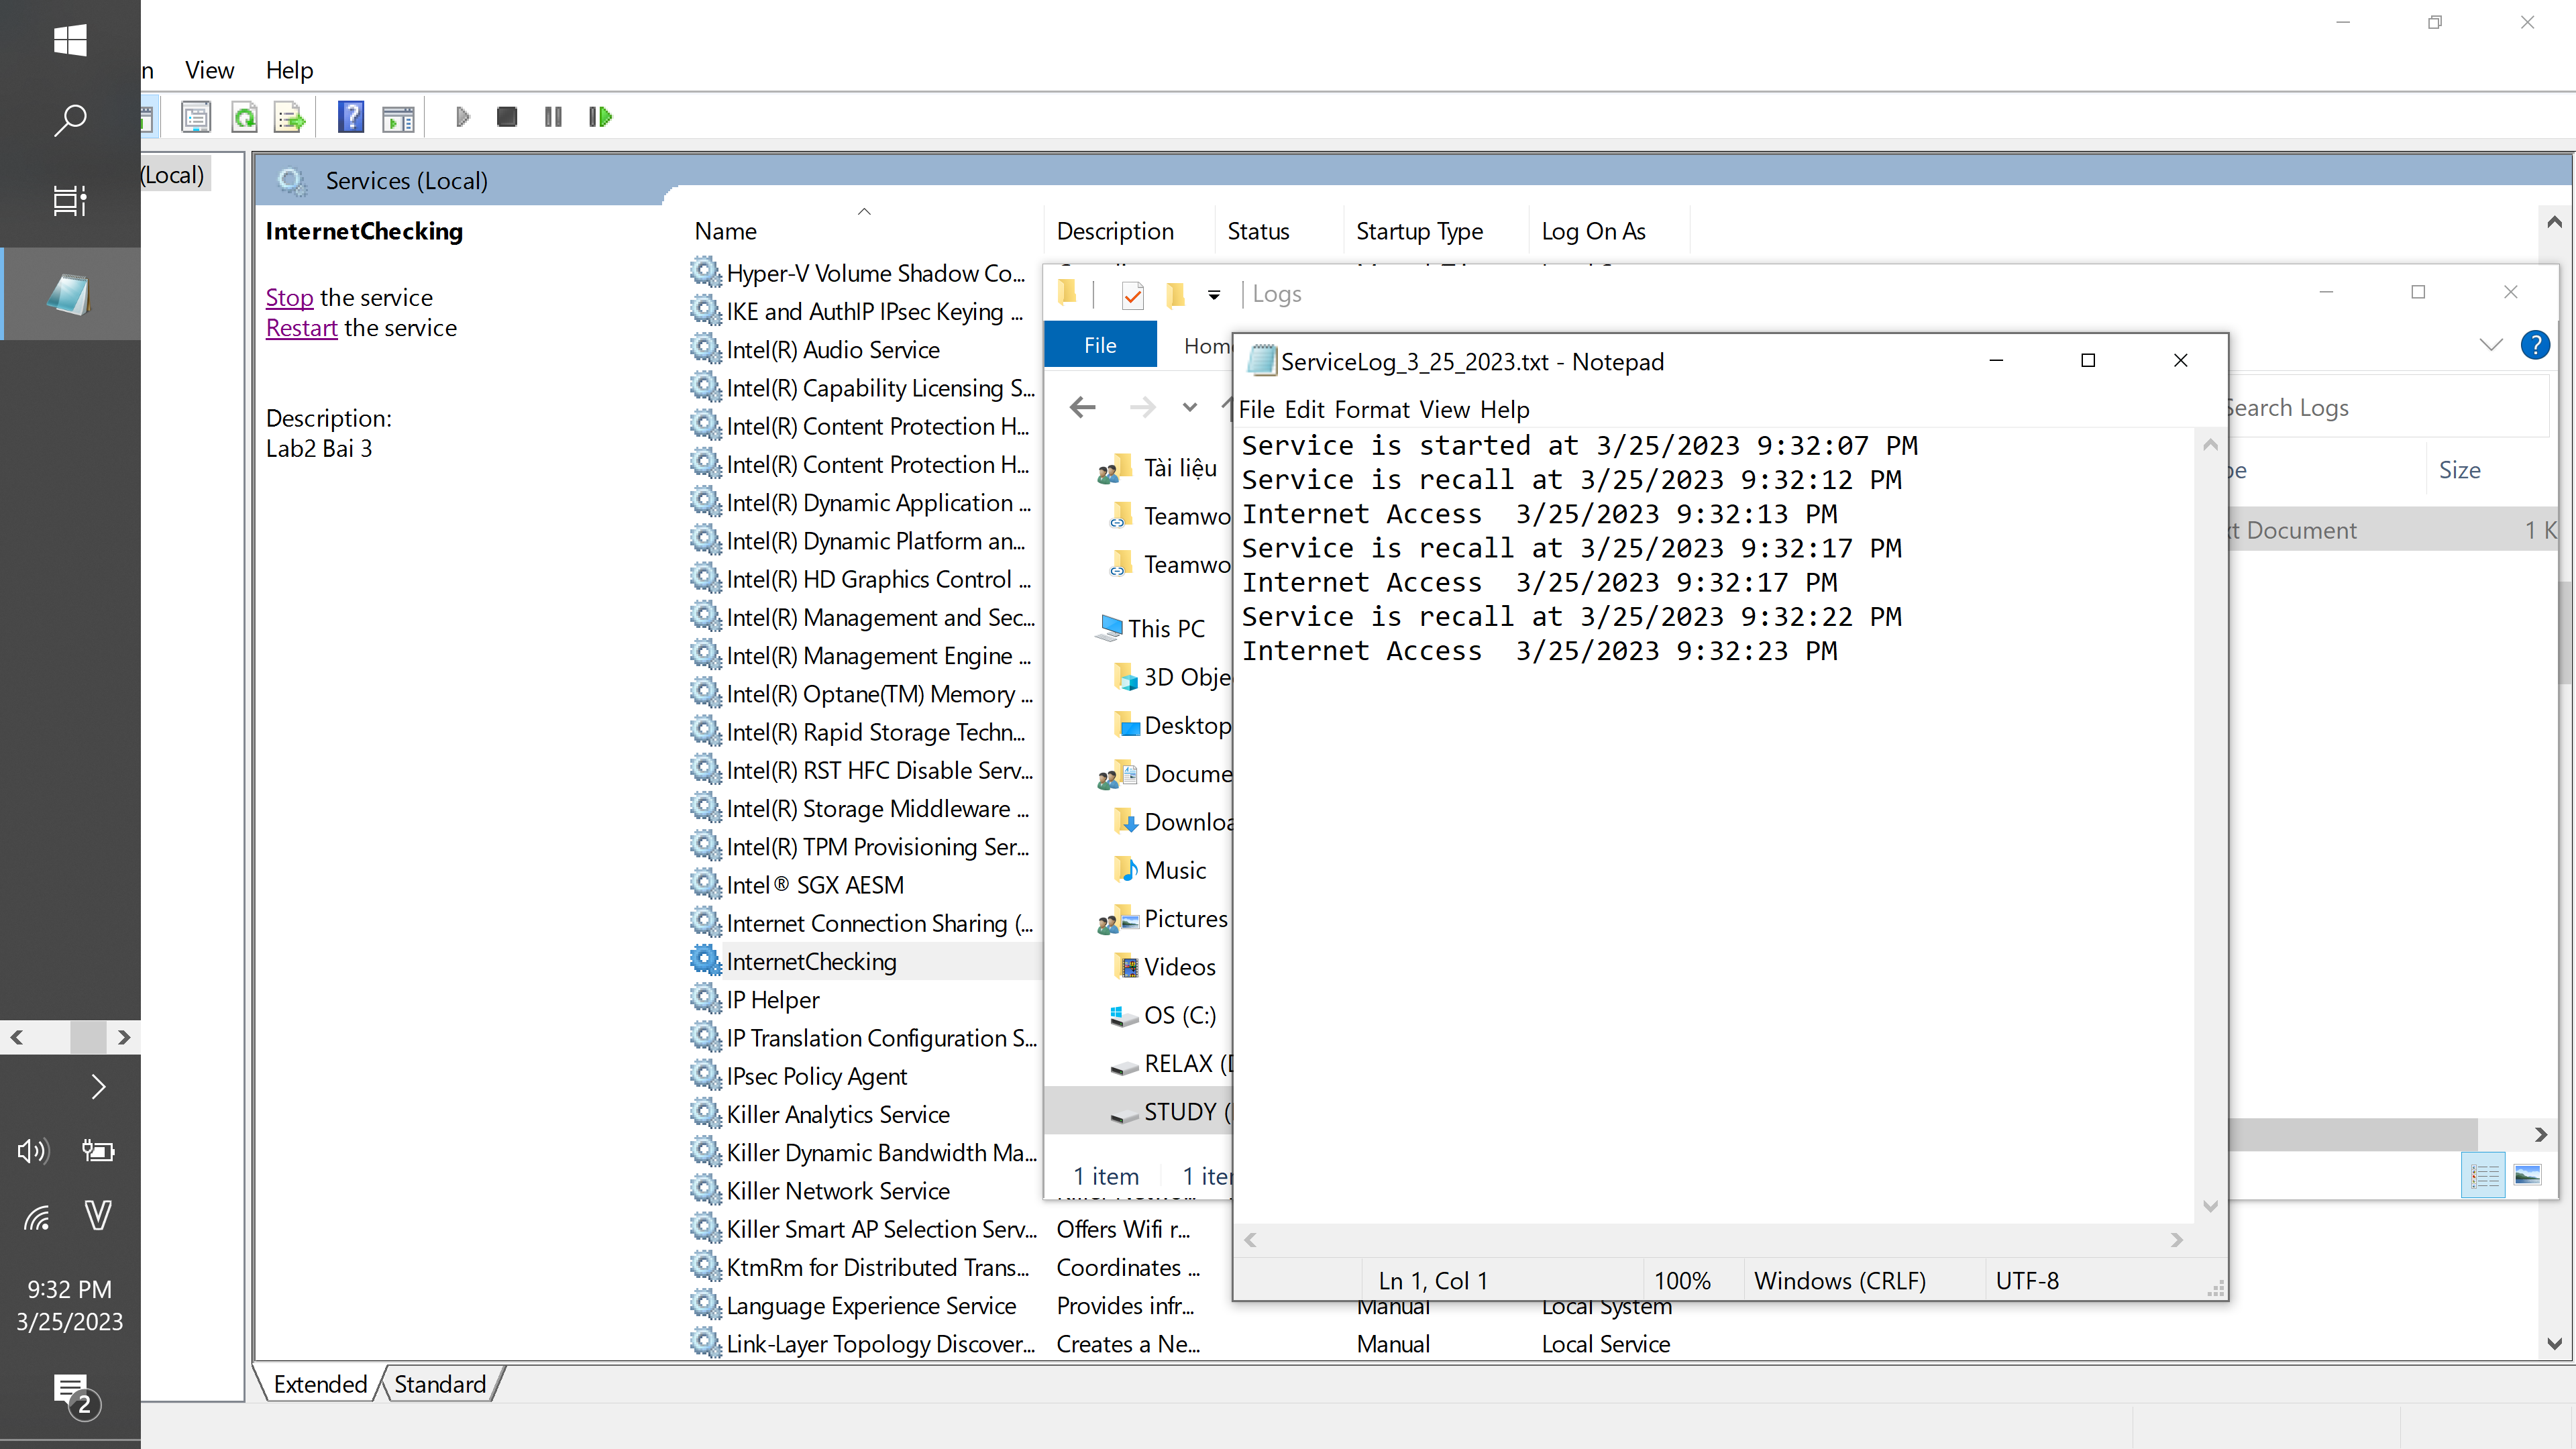 n View Help
(Local)
Services (Local)
InternetChecking
Stop the service
Restart the service
Description:
Lab2 Bai 3
Name Description Status Startup Type Log On As
Hyper-V Volume Shadow Co...
IKE and AuthIP IPsec Keying ...
Intel(R) Audio Service
Intel(R) Capability Licensing S...
Intel(R) Content Protection H...
Intel(R) Content Protection H...
Intel(R) Dynamic Application ...
Intel(R) Dynamic Platform an...
Intel(R) HD Graphics Control ...
Intel(R) Management and Sec...
Intel(R) Management Engine ...
Intel(R) Optane(TM) Memory ...
Intel(R) Rapid Storage Techn...
Intel(R) RST HFC Disable Serv...
Intel(R) Storage Middleware ...
Intel(R) TPM Provisioning Ser...
Intel® SGX AESM
Internet Connection Sharing (...
InternetChecking
IP Helper
IP Translation Configuration S...
IPsec Policy Agent
Killer Analytics Service
Killer Dynamic Bandwidth Ma...
Killer Network Service
Killer Smart AP Selection Serv... Offers Wifi r...
KtmRm for Distributed Trans... Coordinates ...
Language Experience Service Provides infr... Manual Local System
Link-Layer Topology Discover... Creates a Ne... Manual Local Service
Extended Standard
Logs
File Home
Search Logs
pe Size
xt Document 1 K
Tài liệu
Teamwo
Teamwo
This PC
3D Obje
Desktop
Docume
Downloa
Music
Pictures
Videos
OS (C:)
RELAX (D
STUDY (
1 item 1 iter
ServiceLog_3_25_2023.txt - Notepad
File Edit Format View Help
Service is started at 3/25/2023 9:32:07 PM
Service is recall at 3/25/2023 9:32:12 PM
Internet Access  3/25/2023 9:32:13 PM
Service is recall at 3/25/2023 9:32:17 PM
Internet Access  3/25/2023 9:32:17 PM
Service is recall at 3/25/2023 9:32:22 PM
Internet Access  3/25/2023 9:32:23 PM
Ln 1, Col 1 100% Windows (CRLF) UTF-8
V
9:32 PM
3/25/2023
2